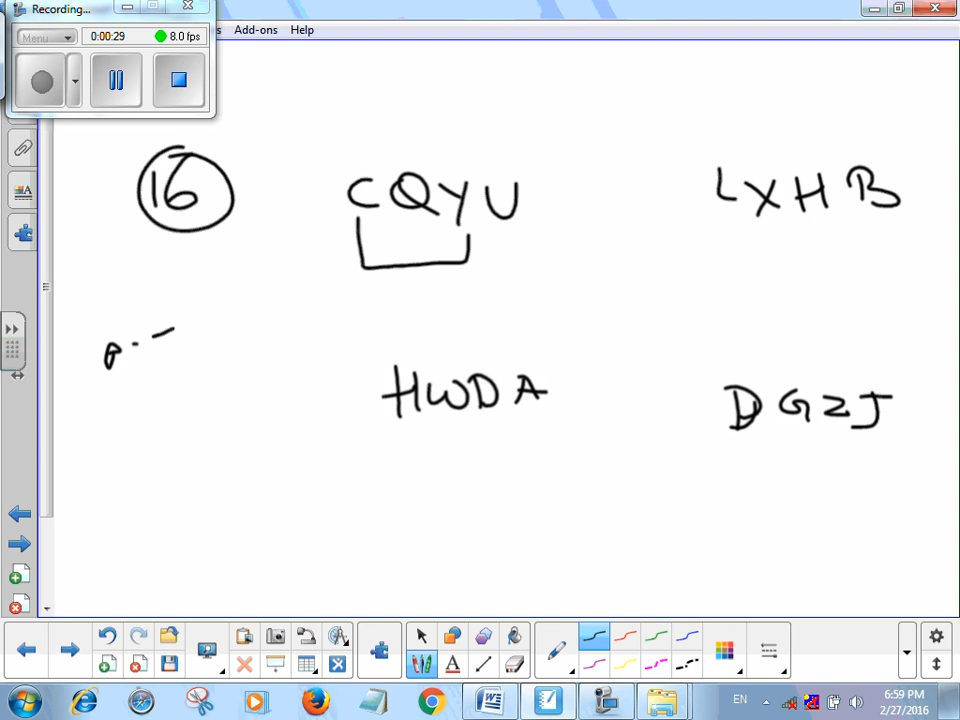 Recording...
Menu
0:00:29
8.0 fps
Add-ons Help
16 CQYU LXHB
HWDA DGZJ
EN
6:59 PM
2/27/2016